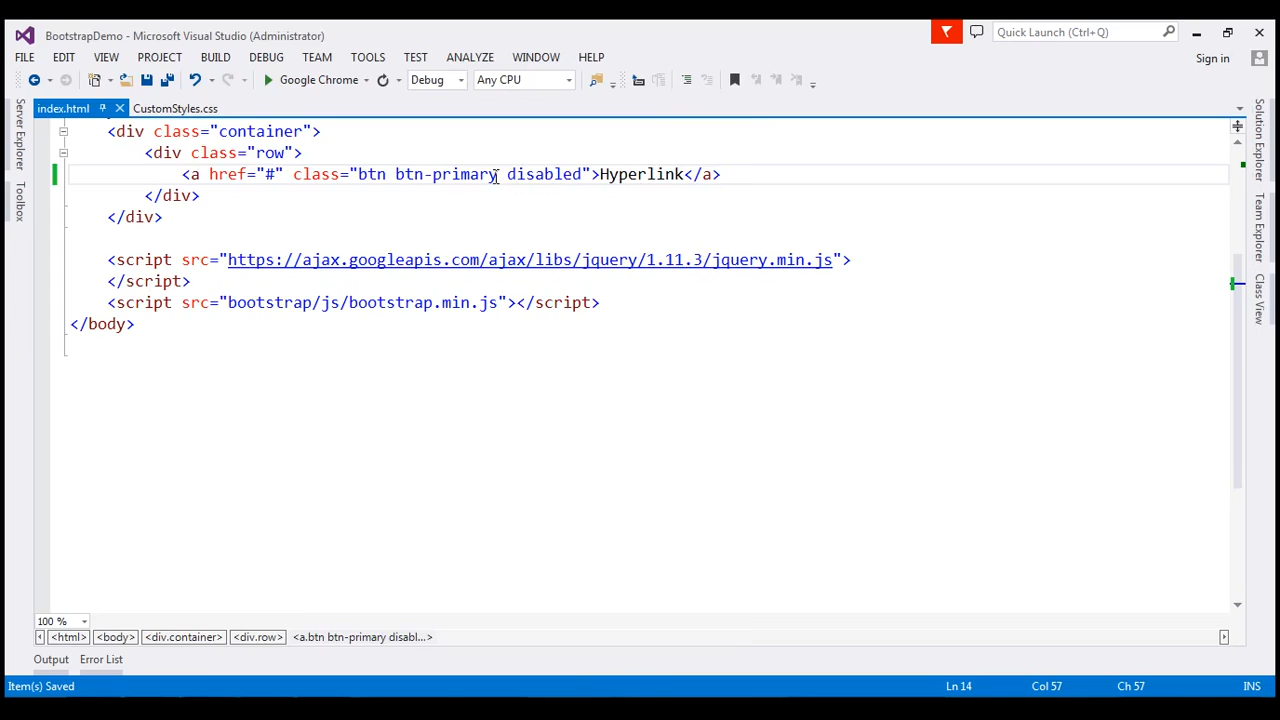 BootstrapDemo - Microsoft Visual Studio (Administrator)
Quick Launch (Ctrl+Q)
FILE EDIT VIEW PROJECT BUILD DEBUG TEAM TOOLS TEST ANALYZE WINDOW HELP
Sign in
Google Chrome Debug Any CPU
index.html CustomStyles.css
Server Explorer
Toolbox
Solution Explorer
Team Explorer
Class View
<div class="container">
<div class="row">
<a href="#" class="btn btn-primary disabled">Hyperlink</a>
</div>
</div>
<script src="https://ajax.googleapis.com/ajax/libs/jquery/1.11.3/jquery.min.js">
</script>
<script src="bootstrap/js/bootstrap.min.js"></script>
</body>
100 %
<html> <body> <div.container> <div.row> <a.btn btn-primary disabl...>
Output Error List
Item(s) Saved Ln 14 Col 57 Ch 57 INS